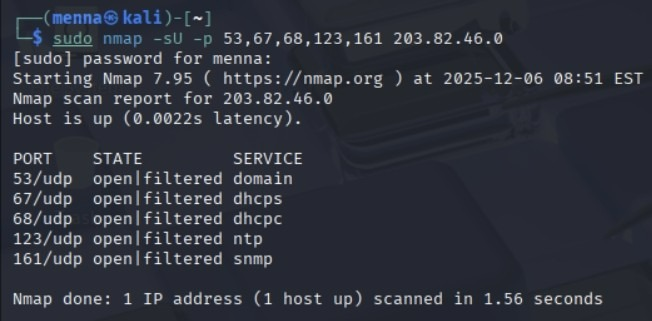 ┌──(menna㉿kali)-[~]
└─$ sudo nmap -sU -p 53,67,68,123,161 203.82.46.0
[sudo] password for menna:
Starting Nmap 7.95 ( https://nmap.org ) at 2025-12-06 08:51 EST
Nmap scan report for 203.82.46.0
Host is up (0.0022s latency).

PORT    STATE         SERVICE
53/udp  open|filtered domain
67/udp  open|filtered dhcps
68/udp  open|filtered dhcpc
123/udp open|filtered ntp
161/udp open|filtered snmp

Nmap done: 1 IP address (1 host up) scanned in 1.56 seconds